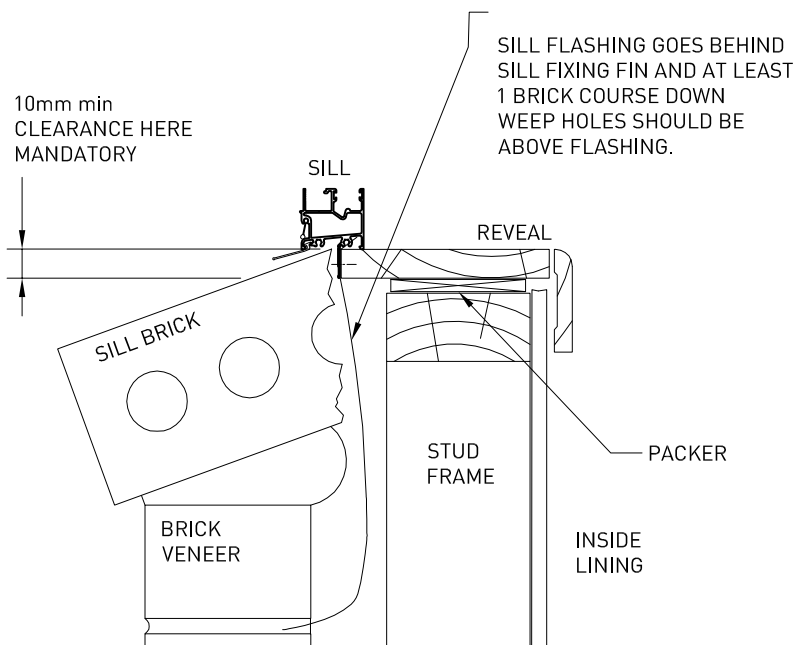 SILL FLASHING GOES BEHIND
SILL FIXING FIN AND AT LEAST
1 BRICK COURSE DOWN
WEEP HOLES SHOULD BE
ABOVE FLASHING.
10mm min
CLEARANCE HERE
MANDATORY
SILL
REVEAL
SILL BRICK
STUD
FRAME
PACKER
BRICK
VENEER
INSIDE
LINING